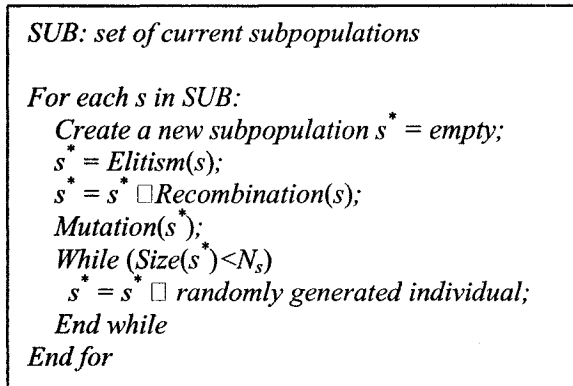 SUB: set of current subpopulations
For each s in SUB:
Create a new subpopulation s* = empty;
s* = Elitism(s);
s* = s* □Recombination(s);
Mutation(s*);
While (Size(s*)<Ns)
s* = s* □ randomly generated individual;
End while
End for